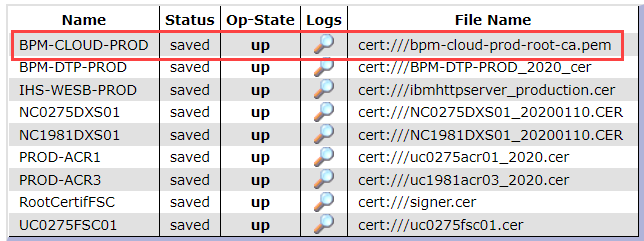 Name Status Op-State Logs File Name
BPM-CLOUD-PROD saved up cert:///bpm-cloud-prod-root-ca.pem
BPM-DTP-PROD saved up cert:///BPM-DTP-PROD_2020_cer
IHS-WESB-PROD saved up cert:///ibmhttpserver_production.cer
NC0275DXS01 saved up cert:///NC0275DXS01_20200110.CER
NC1981DXS01 saved up cert:///NC1981DXS01_20200110.CER
PROD-ACR1 saved up cert:///uc0275acr01_2020.cer
PROD-ACR3 saved up cert:///uc1981acr03_2020.cer
RootCertifFSC saved up cert:///signer.cer
UC0275FSC01 saved up cert:///uc0275fsc01.cer